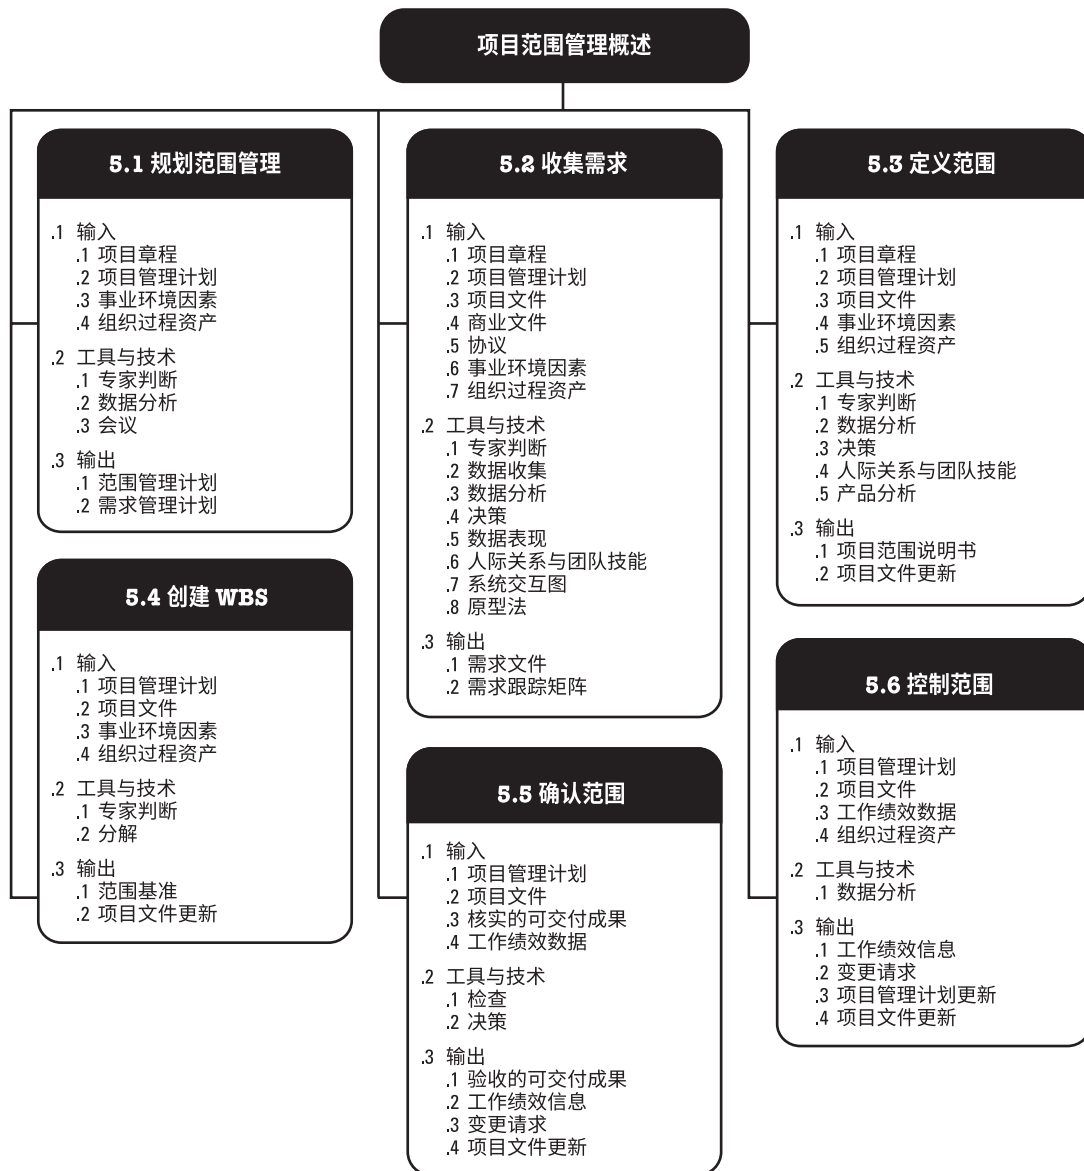 项目范围管理概述
5.1 规划范围管理
.1 输入
.1 项目章程
.2 项目管理计划
.3 事业环境因素
.4 组织过程资产
.2 工具与技术
.1 专家判断
.2 数据分析
.3 会议
.3 输出
.1 范围管理计划
.2 需求管理计划
5.2 收集需求
.1 输入
.1 项目章程
.2 项目管理计划
.3 项目文件
.4 商业文件
.5 协议
.6 事业环境因素
.7 组织过程资产
.2 工具与技术
.1 专家判断
.2 数据收集
.3 数据分析
.4 决策
.5 数据表现
.6 人际关系与团队技能
.7 系统交互图
.8 原型法
.3 输出
.1 需求文件
.2 需求跟踪矩阵
5.3 定义范围
.1 输入
.1 项目章程
.2 项目管理计划
.3 项目文件
.4 事业环境因素
.5 组织过程资产
.2 工具与技术
.1 专家判断
.2 数据分析
.3 决策
.4 人际关系与团队技能
.5 产品分析
.3 输出
.1 项目范围说明书
.2 项目文件更新
5.4 创建 WBS
.1 输入
.1 项目管理计划
.2 项目文件
.3 事业环境因素
.4 组织过程资产
.2 工具与技术
.1 专家判断
.2 分解
.3 输出
.1 范围基准
.2 项目文件更新
5.5 确认范围
.1 输入
.1 项目管理计划
.2 项目文件
.3 核实的可交付成果
.4 工作绩效数据
.2 工具与技术
.1 检查
.2 决策
.3 输出
.1 验收的可交付成果
.2 工作绩效信息
.3 变更请求
.4 项目文件更新
5.6 控制范围
.1 输入
.1 项目管理计划
.2 项目文件
.3 工作绩效数据
.4 组织过程资产
.2 工具与技术
.1 数据分析
.3 输出
.1 工作绩效信息
.2 变更请求
.3 项目管理计划更新
.4 项目文件更新